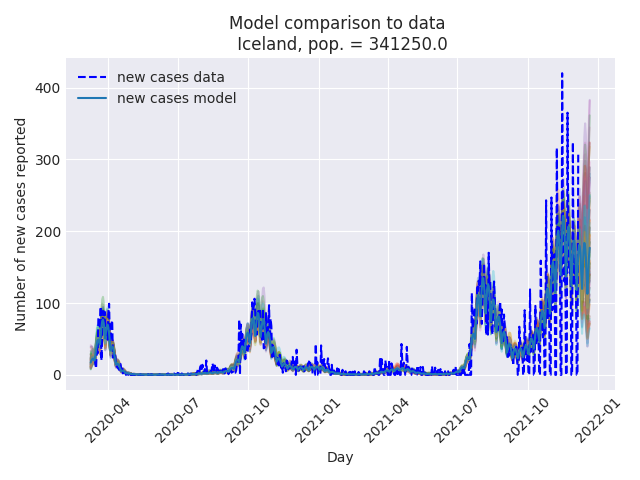 Model comparison to data
Iceland, pop. = 341250.0
new cases data
new cases model
Number of new cases reported
400
300
200
100
0
2020-04
2020-07
2020-10
2021-01
2021-04
2021-07
2021-10
2022-01
Day